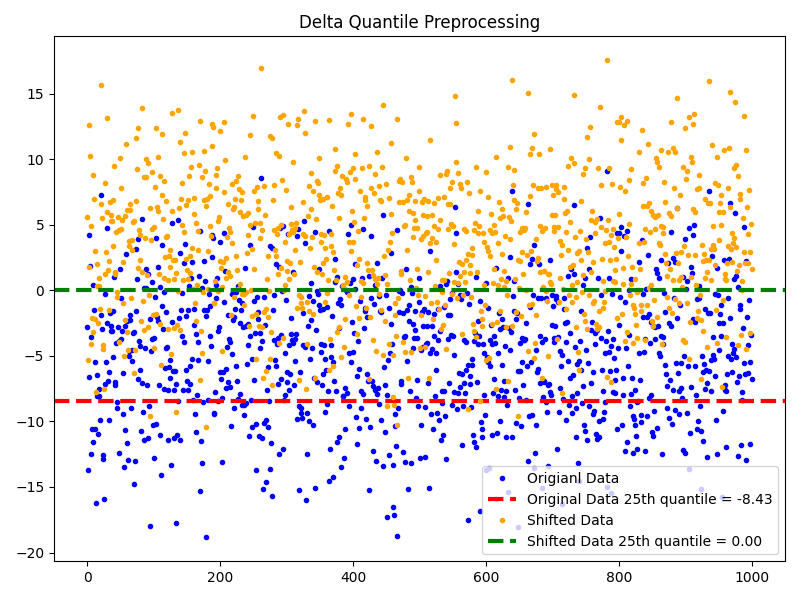 Delta Quantile Preprocessing
15
10
5
0
−5
−10
−15
−20
0
200
400
600
800
1000
Origianl Data
Original Data 25th quantile = -8.43
Shifted Data
Shifted Data 25th quantile = 0.00